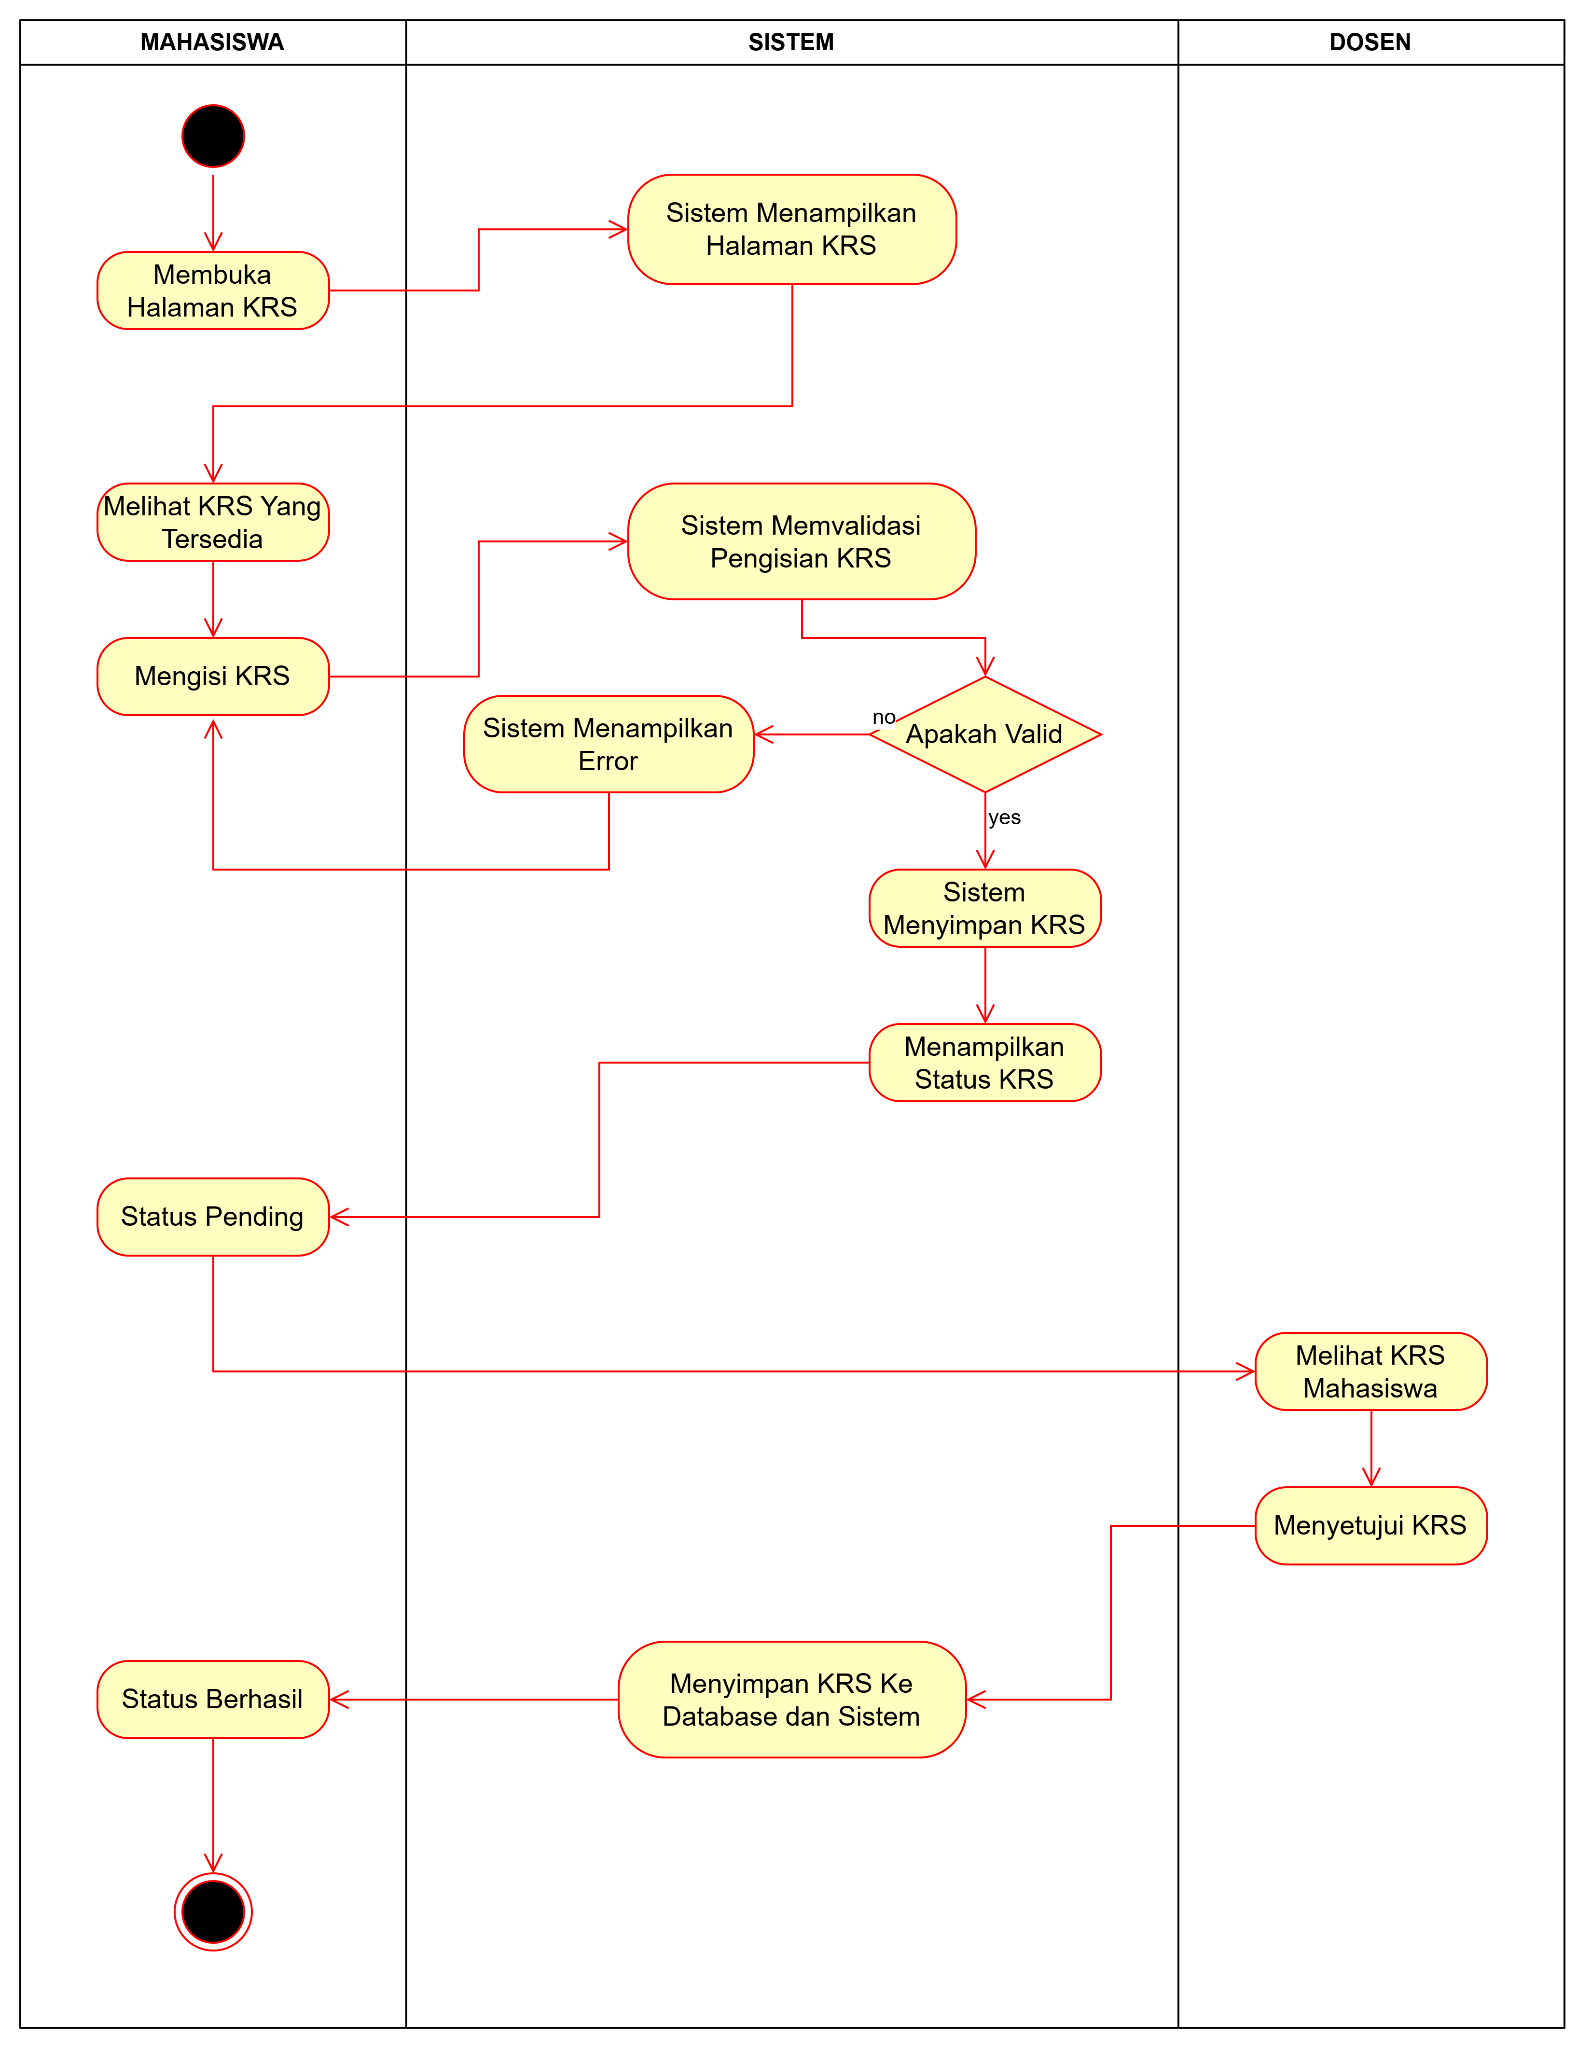 MAHASISWA
SISTEM
DOSEN
Sistem Menampilkan
Halaman KRS
Membuka
Halaman KRS
Melihat KRS Yang
Tersedia
Sistem Memvalidasi
Pengisian KRS
Mengisi KRS
Sistem Menampilkan
Error
no
Apakah Valid
yes
Sistem
Menyimpan KRS
Menampilkan
Status KRS
Status Pending
Melihat KRS
Mahasiswa
Menyetujui KRS
Menyimpan KRS Ke
Database dan Sistem
Status Berhasil